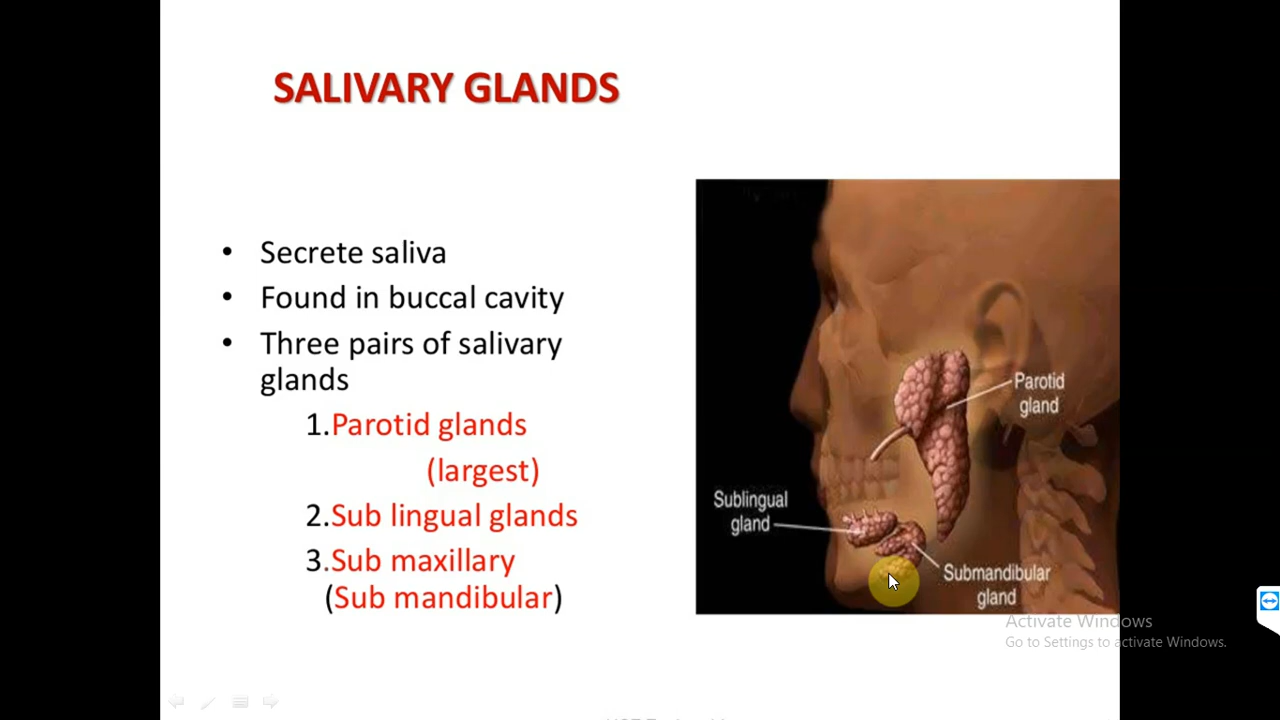 SALIVARY GLANDS
• Secrete saliva
• Found in buccal cavity
• Three pairs of salivary
glands
1.Parotid glands
(largest)
2.Sub lingual glands
3.Sub maxillary
(Sub mandibular)
Parotid
gland
Sublingual
gland
Submandibular
gland
Activate Windows
Go to Settings to activate Windows.